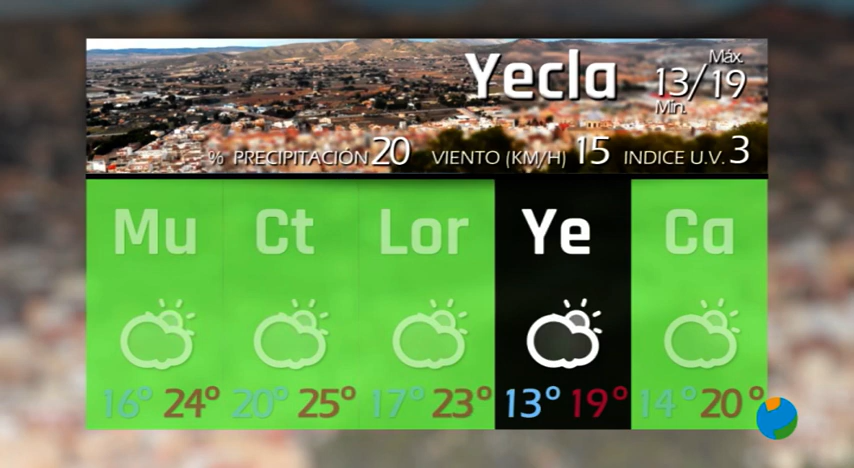 Yecla
Máx.
13/19
Mín.
% PRECIPITACIÓN 20 VIENTO (KM/H) 15 INDICE U.V. 3
Mu Ct Lor Ye Ca
16° 24° 20° 25° 17° 23° 13° 19° 14° 20°